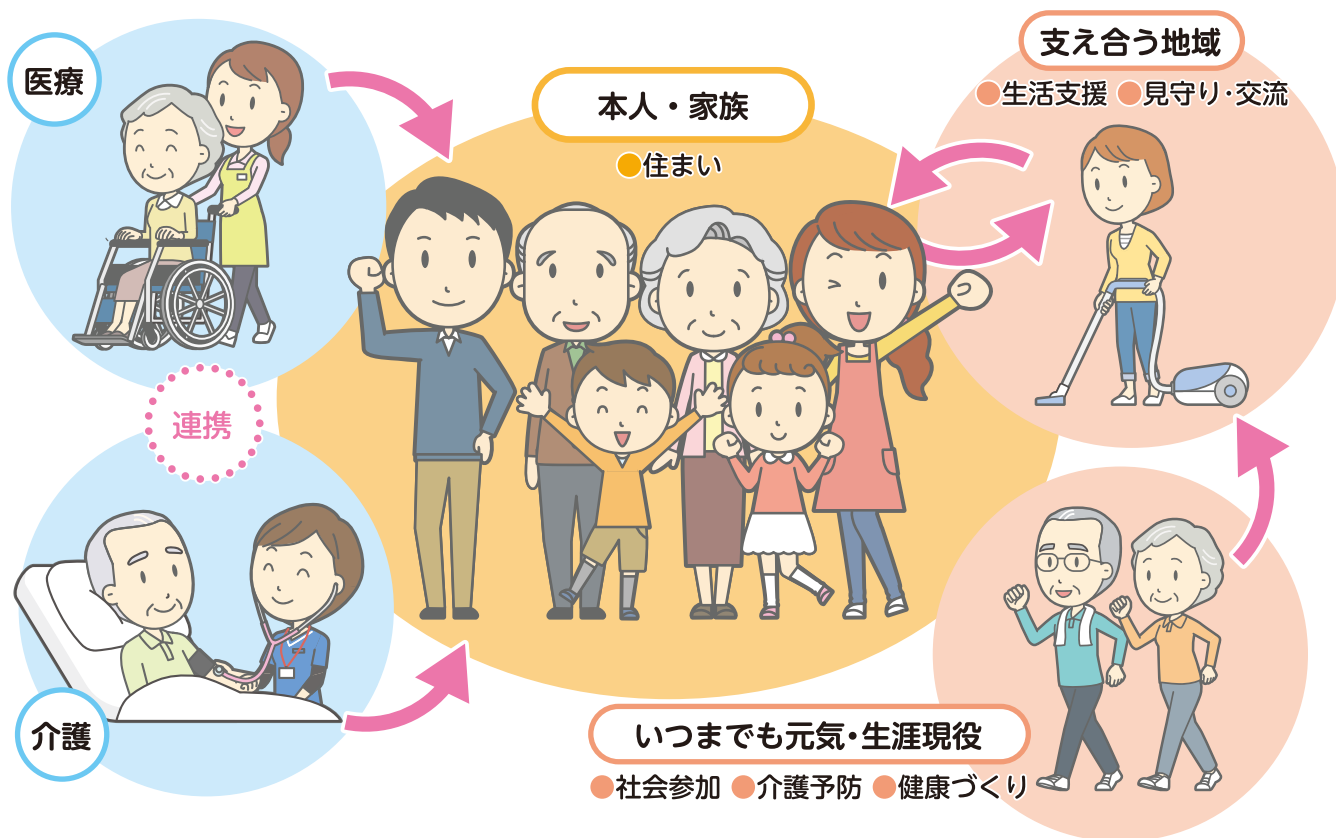 医療
本人・家族
●住まい
支え合う地域
●生活支援 ●見守り・交流
連携
介護
いつまでも元気・生涯現役
●社会参加 ●介護予防 ●健康づくり